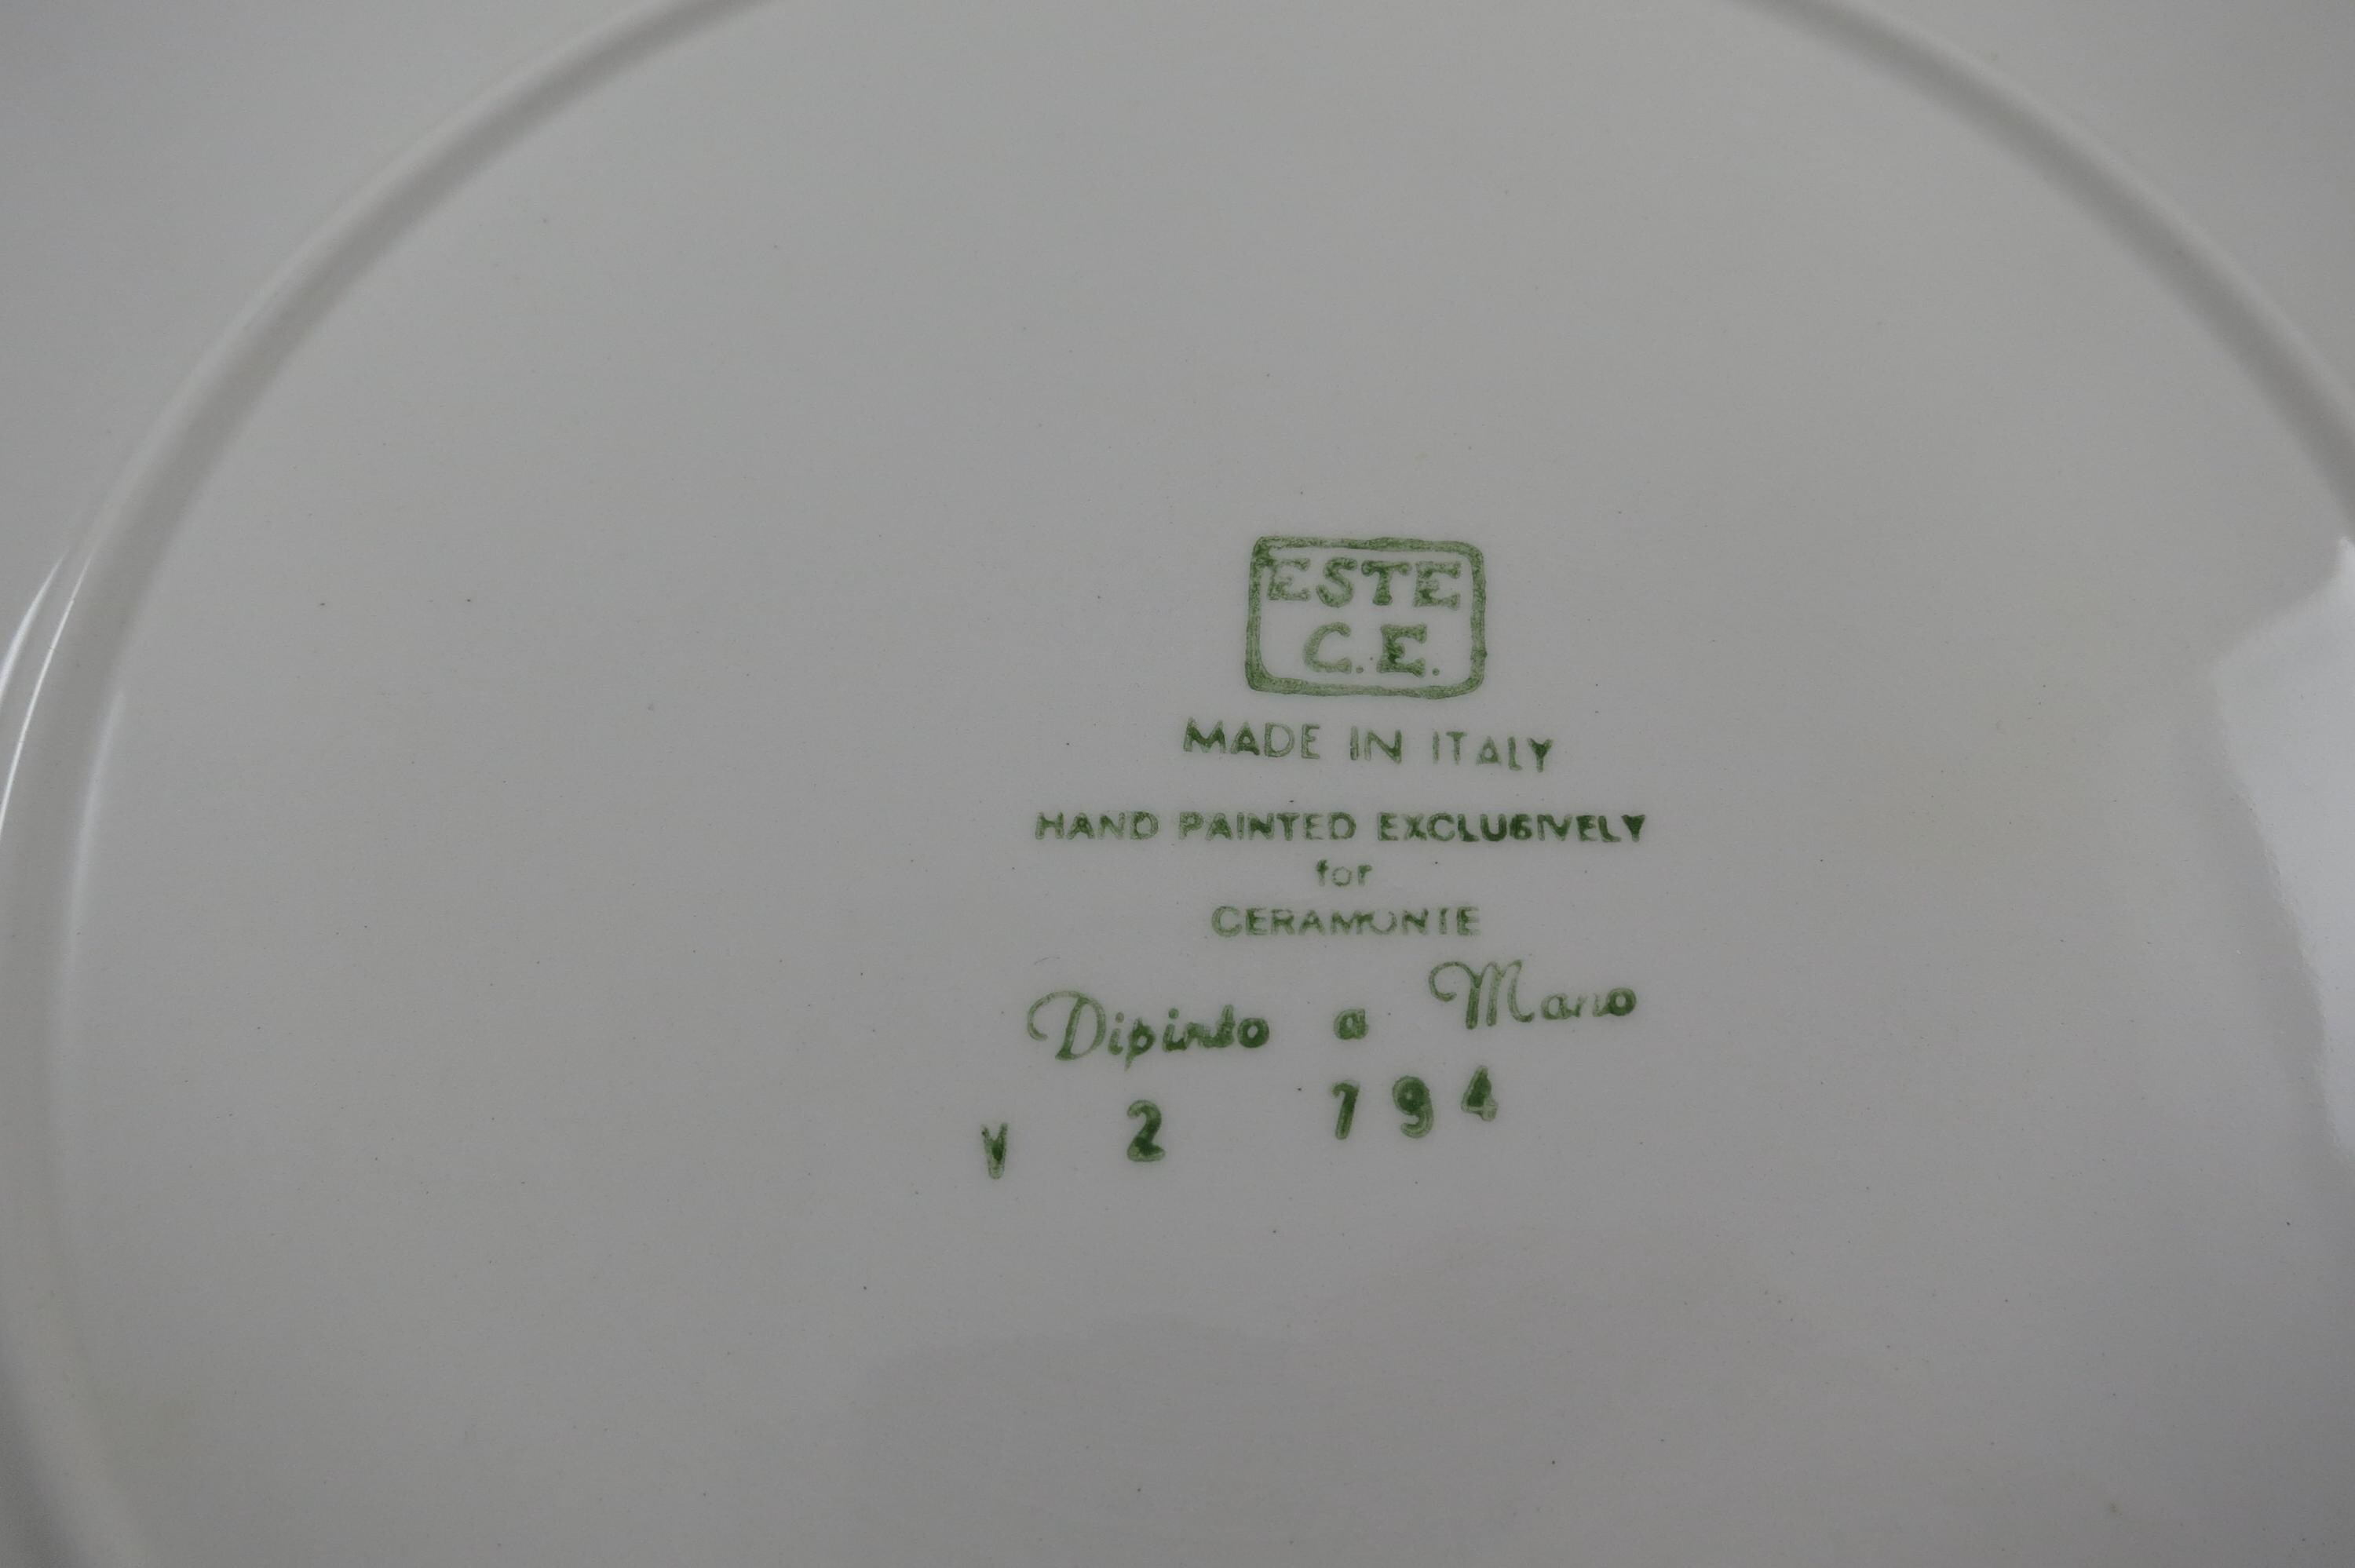 ESTE
C.E.
MADE IN ITALY
HAND PAINTED EXCLUSIVELY
for
CERAMONTE
Dipinto a Mano
V 2 794